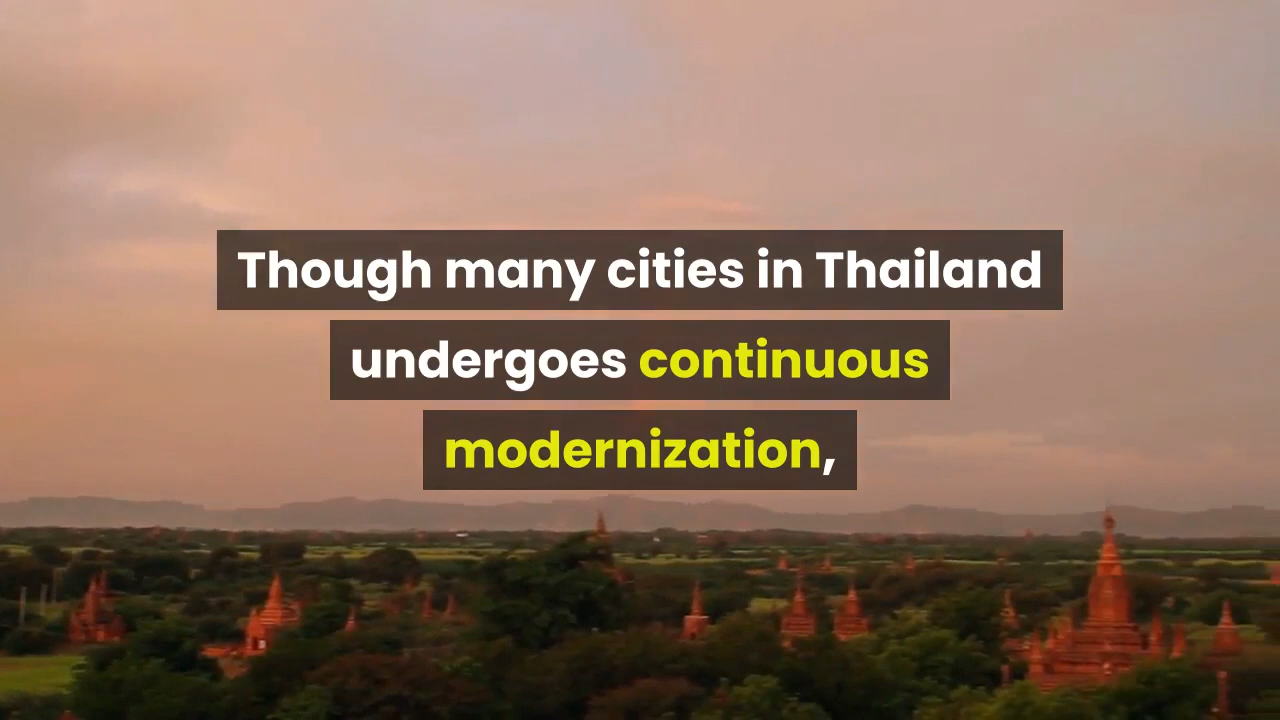 Though many cities in Thailand
undergoes continuous
modernization,